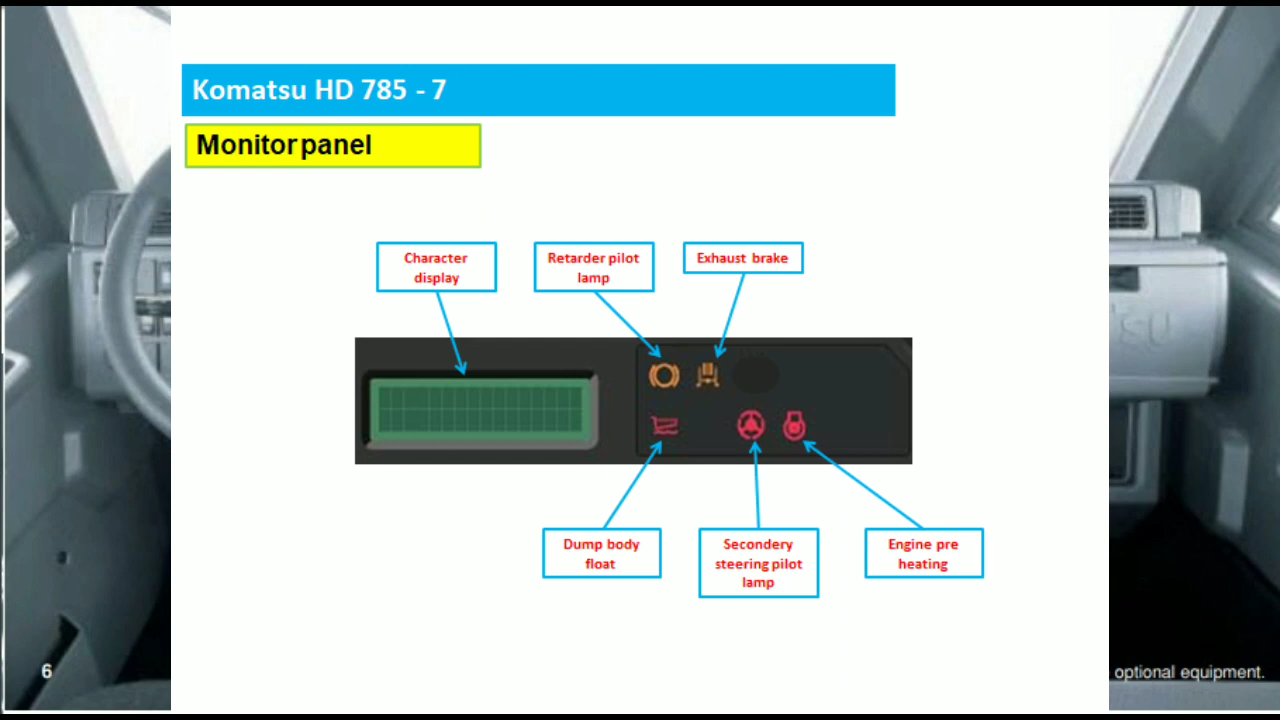 Komatsu HD 785 - 7
Monitor panel
Character
display
Retarder pilot
lamp
Exhaust brake
Dump body
float
Secondery
steering pilot
lamp
Engine pre
heating
6
optional equipment.